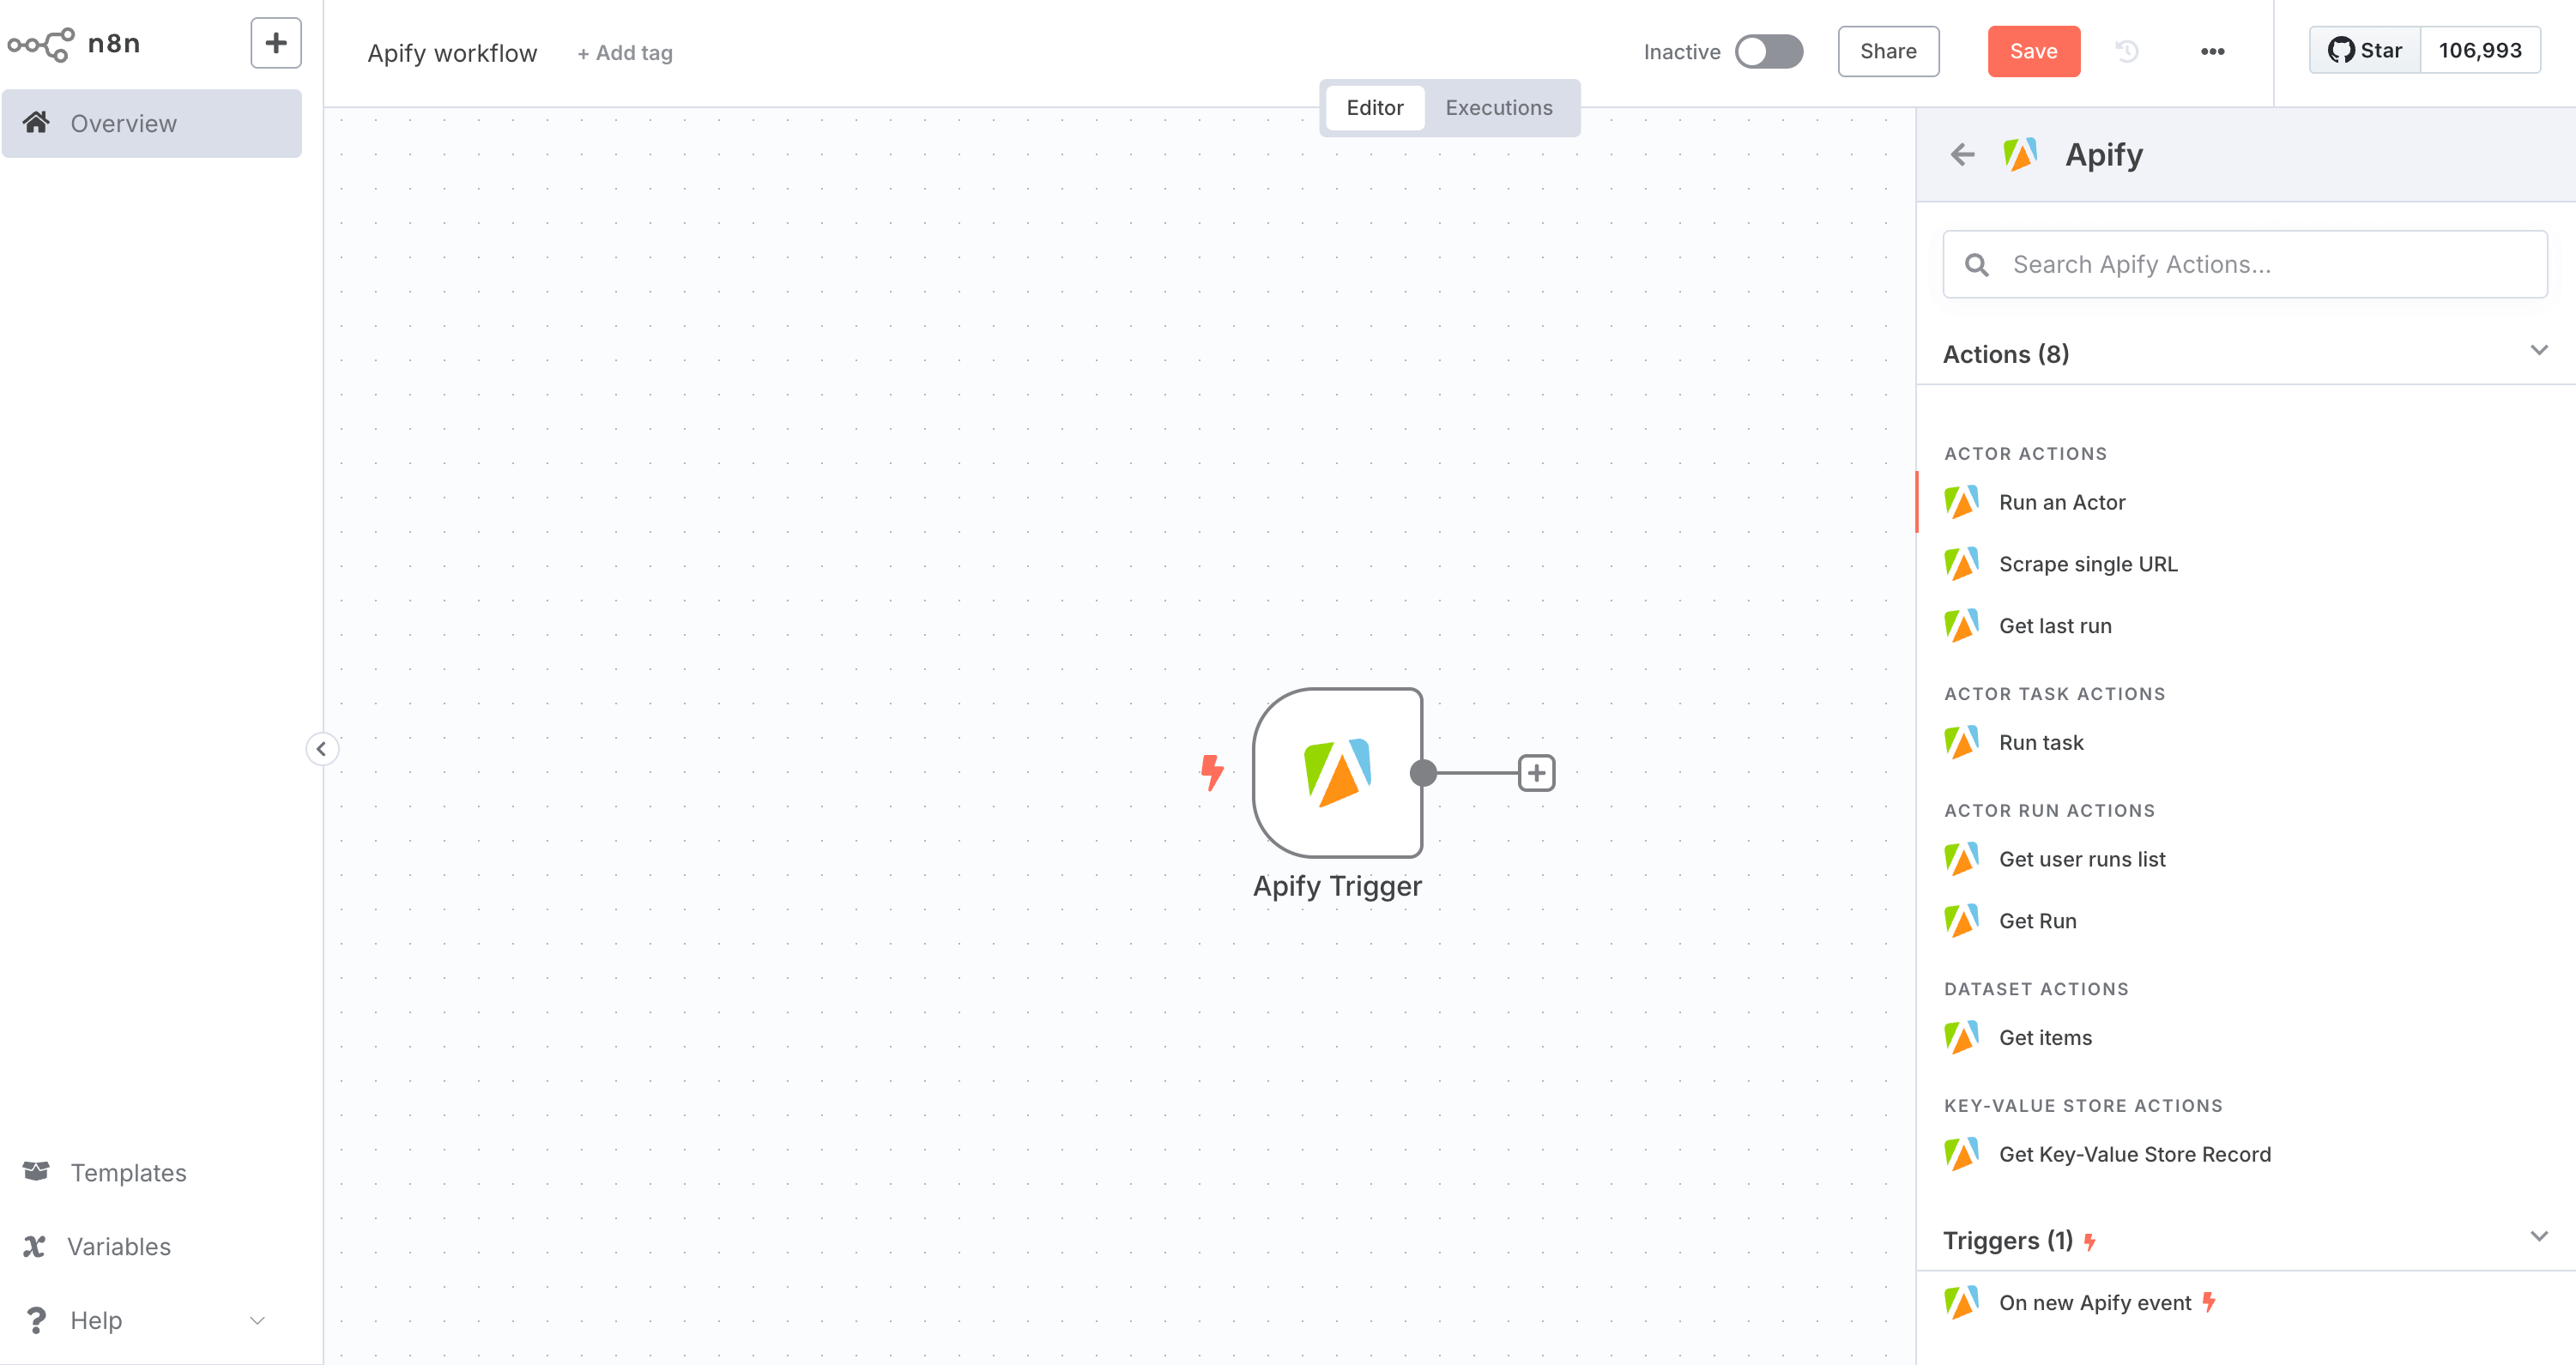 n8n
Overview
Templates
Variables
Help
Apify workflow
+ Add tag
Inactive
Share
Save
Star
106,993
Editor
Executions
Apify Trigger
Apify
Search Apify Actions...
Actions (8)
ACTOR ACTIONS
Run an Actor
Scrape single URL
Get last run
ACTOR TASK ACTIONS
Run task
ACTOR RUN ACTIONS
Get user runs list
Get Run
DATASET ACTIONS
Get items
KEY-VALUE STORE ACTIONS
Get Key-Value Store Record
Triggers (1)
On new Apify event